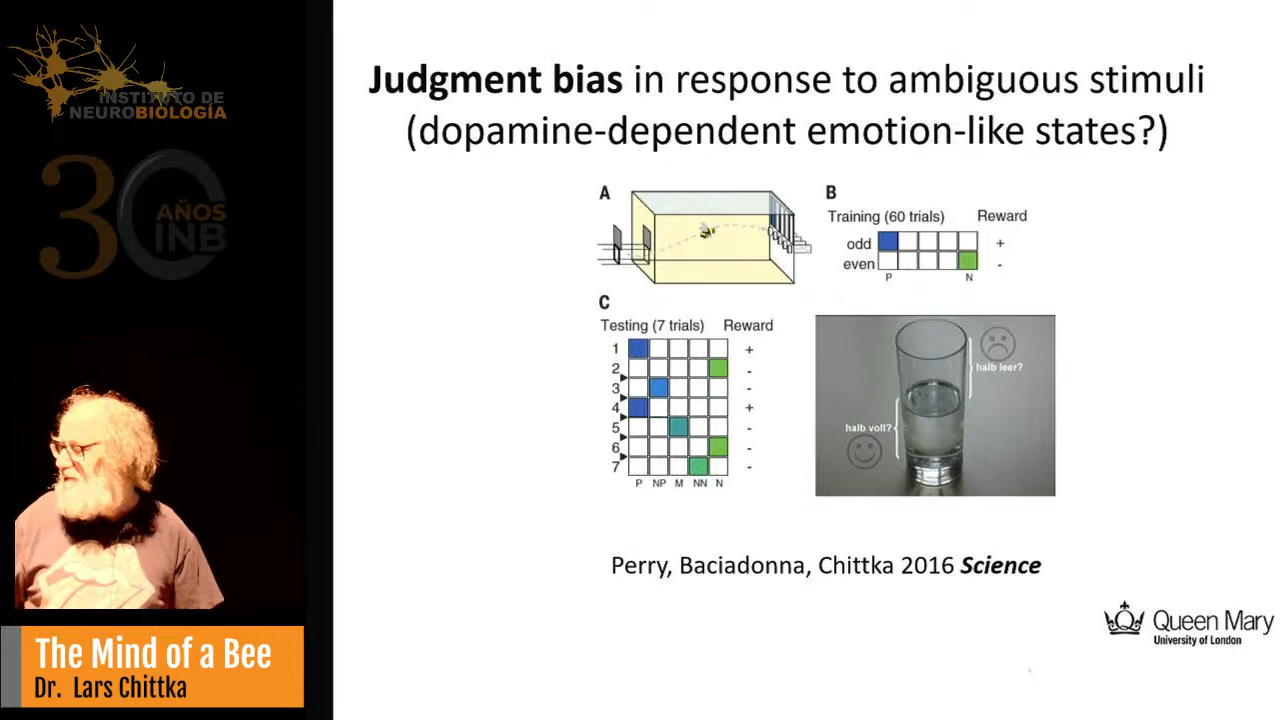 INSTITUTO DE
NEUROBIOLOGÍA
30
AÑOS
INB
The Mind of a Bee
Dr. Lars Chittka
Judgment bias in response to ambiguous stimuli
(dopamine-dependent emotion-like states?)
A
B
Training (60 trials) Reward
odd +
even -
P N
C
Testing (7 trials) Reward
1 +
2 -
3 -
4 +
5 -
6 -
7 -
P NP M NN N
halb leer?
halb voll?
Perry, Baciadonna, Chittka 2016 Science
Queen Mary
University of London